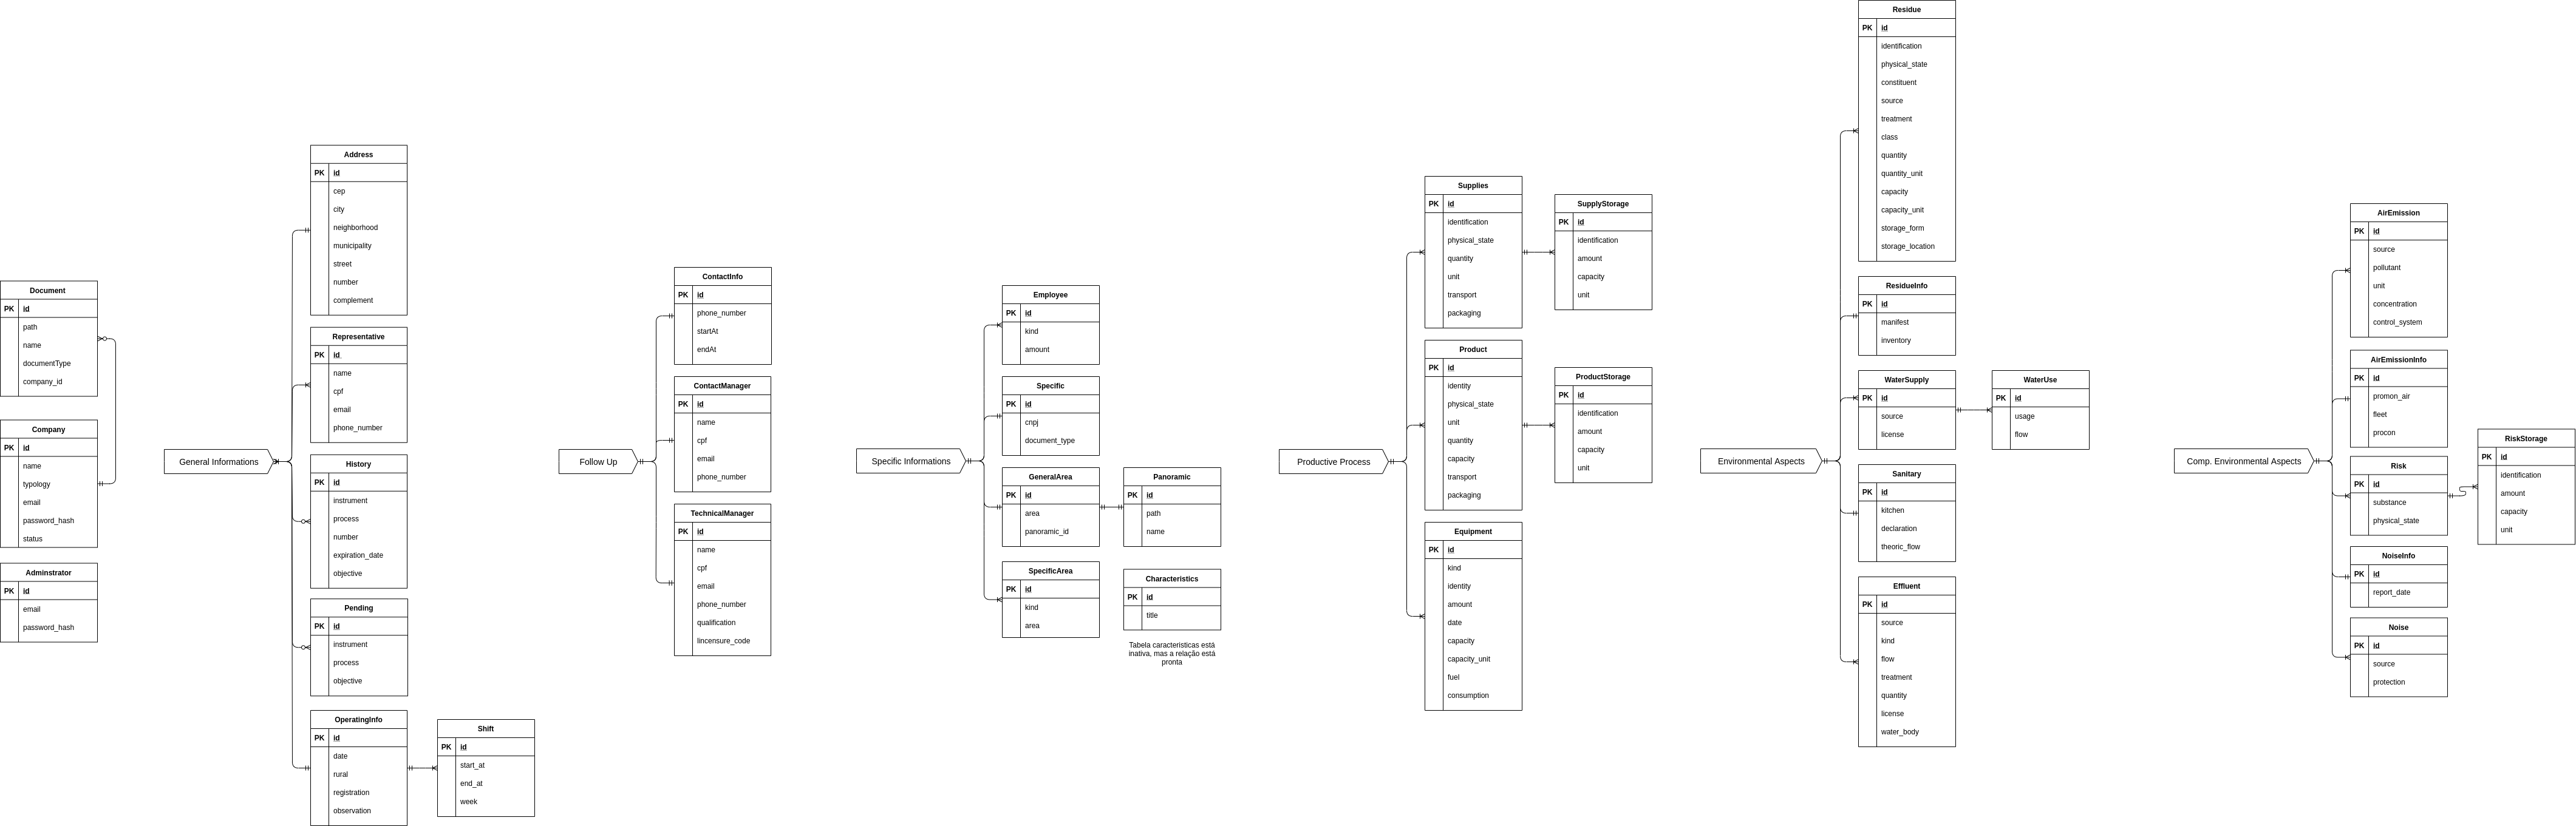 Document
PK id
path
name
documentType
company_id
Company
PK id
name
typology
email
password_hash
status
Adminstrator
PK id
email
password_hash
General Informations
Address
PK id
cep
city
neighborhood
municipality
street
number
complement
Representative
PK id
name
cpf
email
phone_number
History
PK id
instrument
process
number
expiration_date
objective
Pending
PK id
instrument
process
objective
OperatingInfo
PK id
date
rural
registration
observation
Shift
PK id
start_at
end_at
week
Follow Up
ContactInfo
PK id
phone_number
startAt
endAt
ContactManager
PK id
name
cpf
email
phone_number
TechnicalManager
PK id
name
cpf
email
phone_number
qualification
lincensure_code
Specific Informations
Employee
PK id
kind
amount
Specific
PK id
cnpj
document_type
GeneralArea
PK id
area
panoramic_id
SpecificArea
PK id
kind
area
Panoramic
PK id
path
name
Characteristics
PK id
title
Tabela caracteristicas está
inativa, mas a relação está
pronta
Productive Process
Supplies
PK id
identification
physical_state
quantity
unit
transport
packaging
SupplyStorage
PK id
identification
amount
capacity
unit
Product
PK id
identity
physical_state
unit
quantity
capacity
transport
packaging
ProductStorage
PK id
identification
amount
capacity
unit
Equipment
PK id
kind
identity
amount
date
capacity
capacity_unit
fuel
consumption
Environmental Aspects
Residue
PK id
identification
physical_state
constituent
source
treatment
class
quantity
quantity_unit
capacity
capacity_unit
storage_form
storage_location
ResidueInfo
PK id
manifest
inventory
WaterSupply
PK id
source
license
WaterUse
PK id
usage
flow
Sanitary
PK id
kitchen
declaration
theoric_flow
Effluent
PK id
source
kind
flow
treatment
quantity
license
water_body
Comp. Environmental Aspects
AirEmission
PK id
source
pollutant
unit
concentration
control_system
AirEmissionInfo
PK id
promon_air
fleet
procon
Risk
PK id
substance
physical_state
RiskStorage
PK id
identification
amount
capacity
unit
NoiseInfo
PK id
report_date
Noise
PK id
source
protection